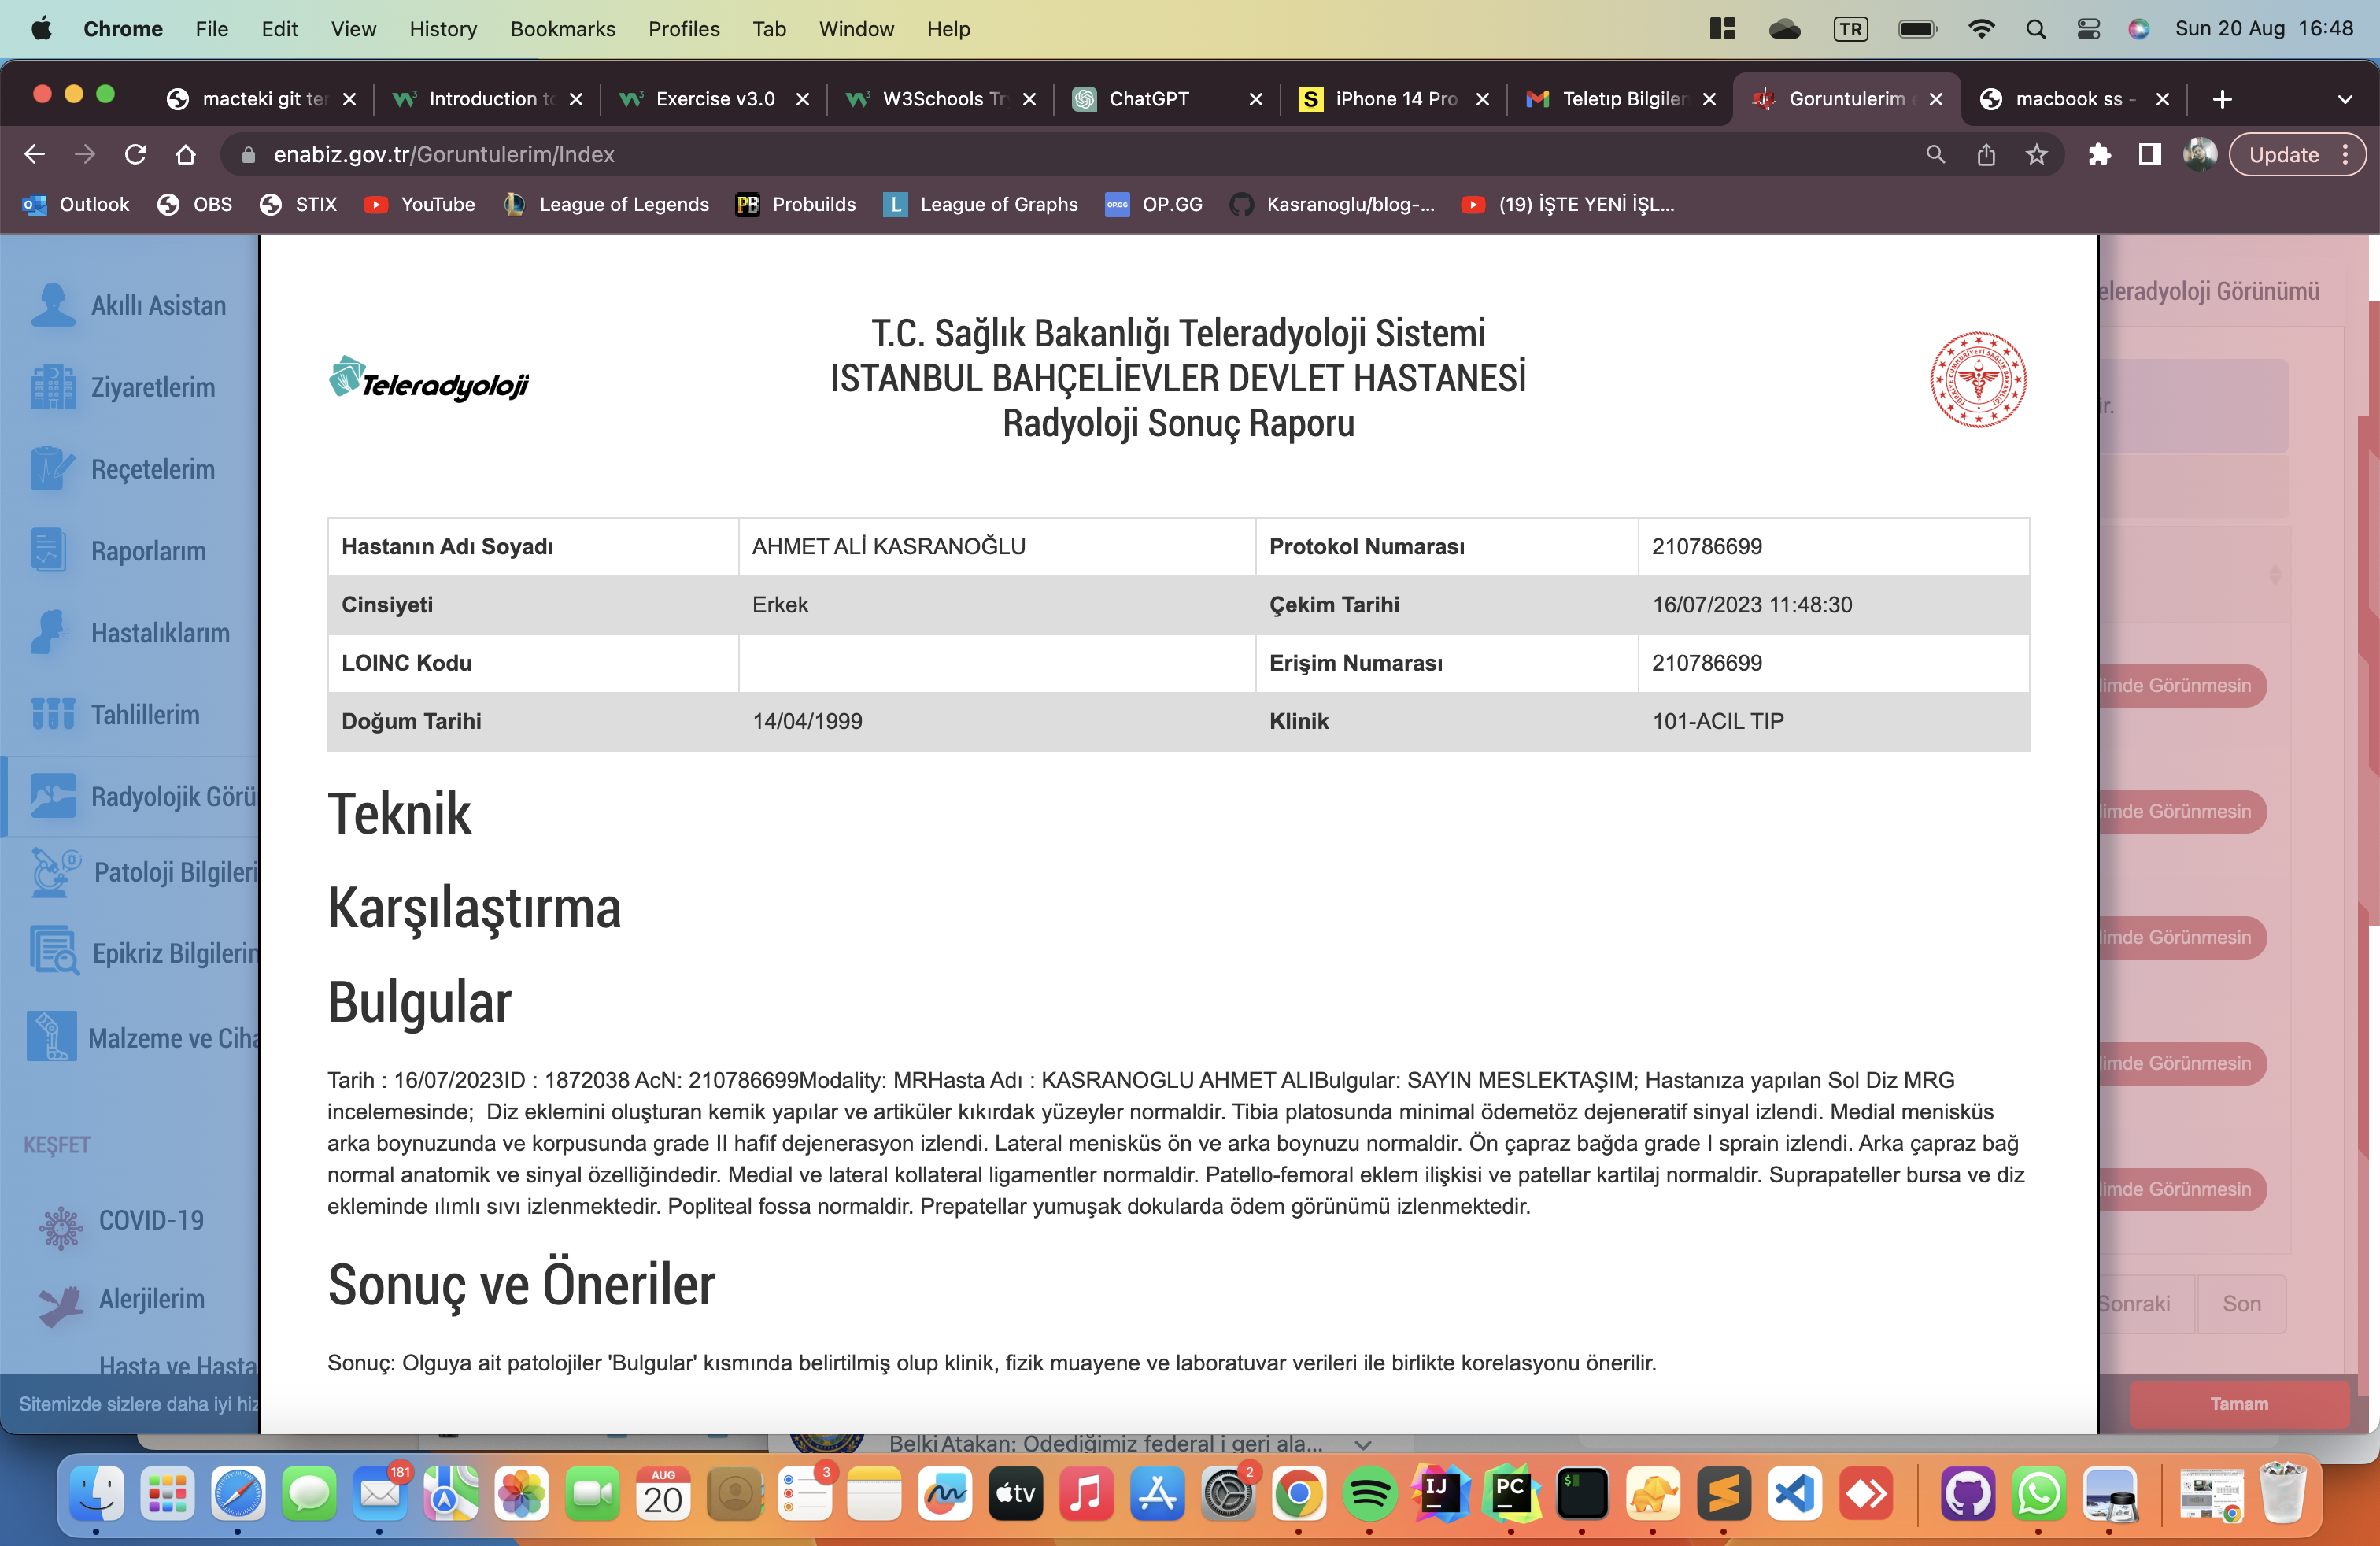 Chrome File Edit View History Bookmarks Profiles Tab Window Help TR Sun 20 Aug 16:48
macteki git ter Introduction to Exercise v3.0 W3Schools Tr ChatGPT S iPhone 14 Pro Teletıp Bilgiler Goruntulerim macbook ss -
enabiz.gov.tr/Goruntulerim/Index Update
Outlook OBS STIX YouTube League of Legends PB Probuilds L League of Graphs OP.GG OP.GG Kasranoglu/blog-... (19) İŞTE YENİ İŞL...
Akıllı Asistan
Ziyaretlerim
Reçetelerim
Raporlarım
Hastalıklarım
Tahlillerim
Radyolojik Görü
Patoloji Bilgileri
Epikriz Bilgilerin
Malzeme ve Ciha
KEŞFET
COVID-19
Alerjilerim
Hasta ve Hasta
Sitemizde sizlere daha iyi hiz
Teleradyoloji
T.C. Sağlık Bakanlığı Teleradyoloji Sistemi
ISTANBUL BAHÇELİEVLER DEVLET HASTANESİ
Radyoloji Sonuç Raporu
Hastanın Adı Soyadı AHMET ALİ KASRANOĞLU Protokol Numarası 210786699
Cinsiyeti Erkek Çekim Tarihi 16/07/2023 11:48:30
LOINC Kodu Erişim Numarası 210786699
Doğum Tarihi 14/04/1999 Klinik 101-ACIL TIP
Teknik
Karşılaştırma
Bulgular
Tarih : 16/07/2023ID : 1872038 AcN: 210786699Modality: MRHasta Adı : KASRANOGLU AHMET ALIBulgular: SAYIN MESLEKTAŞIM; Hastanıza yapılan Sol Diz MRG
incelemesinde; Diz eklemini oluşturan kemik yapılar ve artiküler kıkırdak yüzeyler normaldir. Tibia platosunda minimal ödemetöz dejeneratif sinyal izlendi. Medial menisküs
arka boynuzunda ve korpusunda grade II hafif dejenerasyon izlendi. Lateral menisküs ön ve arka boynuzu normaldir. Ön çapraz bağda grade I sprain izlendi. Arka çapraz bağ
normal anatomik ve sinyal özelliğindedir. Medial ve lateral kollateral ligamentler normaldir. Patello-femoral eklem ilişkisi ve patellar kartilaj normaldir. Suprapateller bursa ve diz
ekleminde ılımlı sıvı izlenmektedir. Popliteal fossa normaldir. Prepatellar yumuşak dokularda ödem görünümü izlenmektedir.
Sonuç ve Öneriler
Sonuç: Olguya ait patolojiler 'Bulgular' kısmında belirtilmiş olup klinik, fizik muayene ve laboratuvar verileri ile birlikte korelasyonu önerilir.
eleradyoloji Görünümü
ir.
limde Görünmesin
limde Görünmesin
limde Görünmesin
limde Görünmesin
limde Görünmesin
Sonraki Son
Tamam
Belki Atakan: Ödediğimiz federal i geri ala...
181 AUG 20 3 tv 2 IJ PC